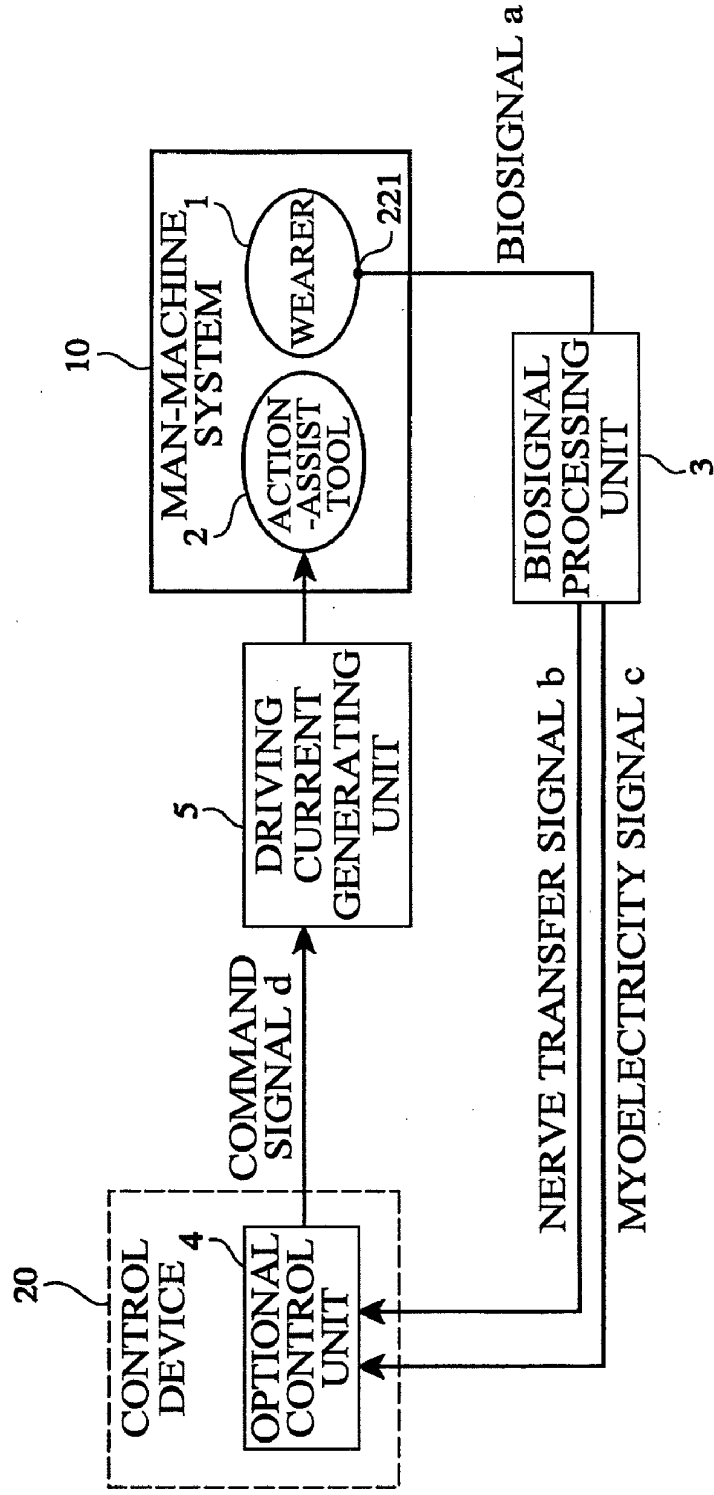 20
CONTROL
DEVICE
4
OPTIONAL
CONTROL
UNIT
COMMAND
SIGNAL d
5
DRIVING
CURRENT
GENERATING
UNIT
10
MAN-MACHINE
SYSTEM
2
ACTION
-ASSIST
TOOL
1
WEARER
221
BIOSIGNAL a
BIOSIGNAL
PROCESSING
UNIT
3
NERVE TRANSFER SIGNAL b
MYOELECTRICITY SIGNAL c